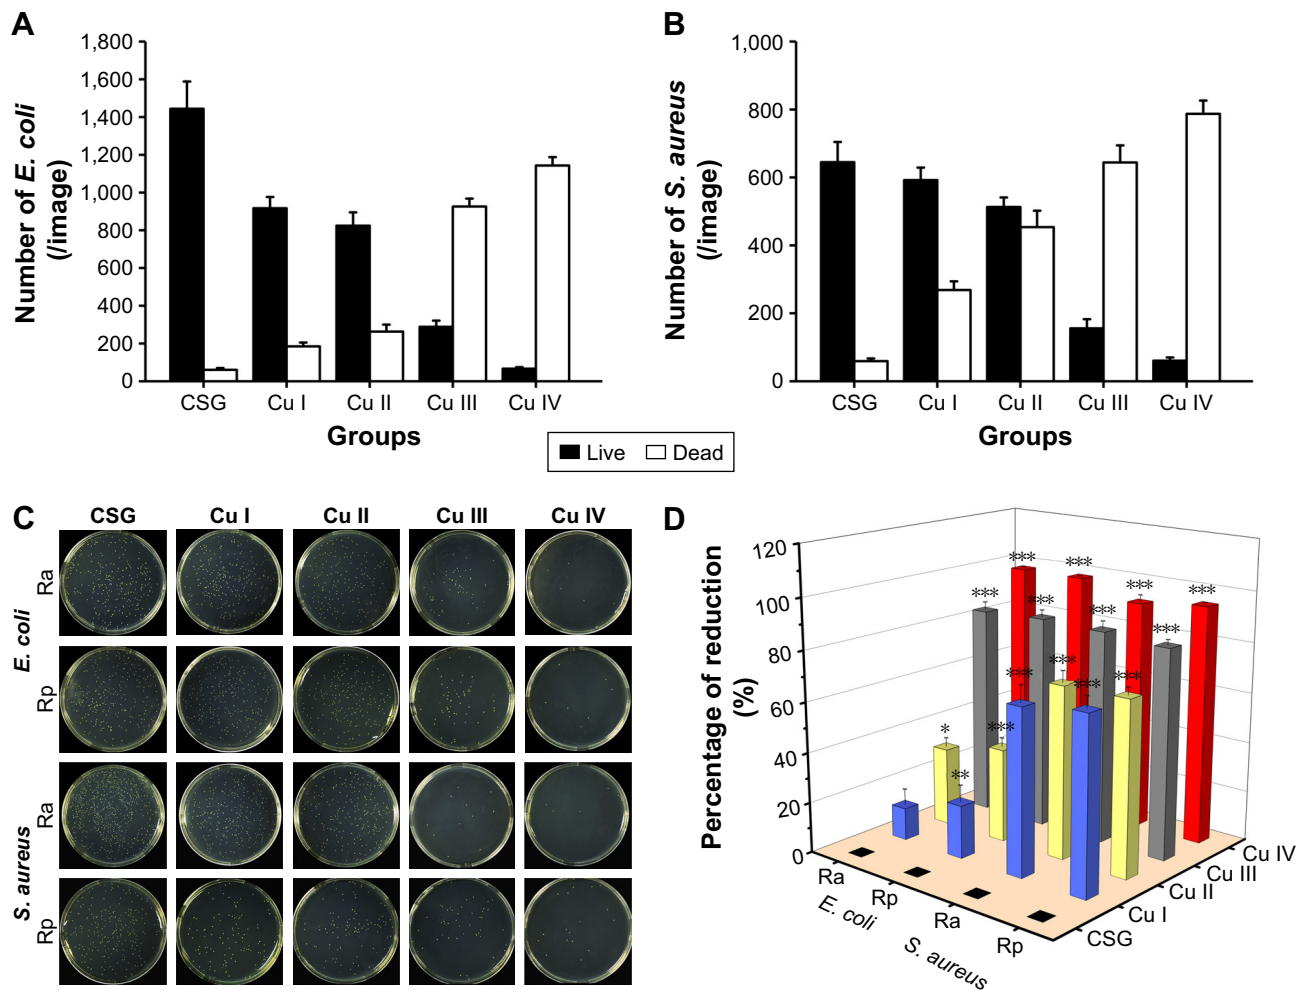 A
Number of E. coli
(/image)
1,800
1,600
1,400
1,200
1,000
800
600
400
200
0
CSG Cu I Cu II Cu III Cu IV
Groups
B
Number of S. aureus
(/image)
1,000
800
600
400
200
0
CSG Cu I Cu II Cu III Cu IV
Groups
Live Dead
C
CSG Cu I Cu II Cu III Cu IV
E. coli
Ra
Rp
S. aureus
Ra
Rp
D
Percentage of reduction
(%)
120
100
80
60
40
20
0
*** *** *** ***
*** *** *** ***
* *** *** ***
** *** ***
Ra
Rp
Ra
Rp
E. coli
S. aureus
CSG
Cu I
Cu II
Cu III
Cu IV